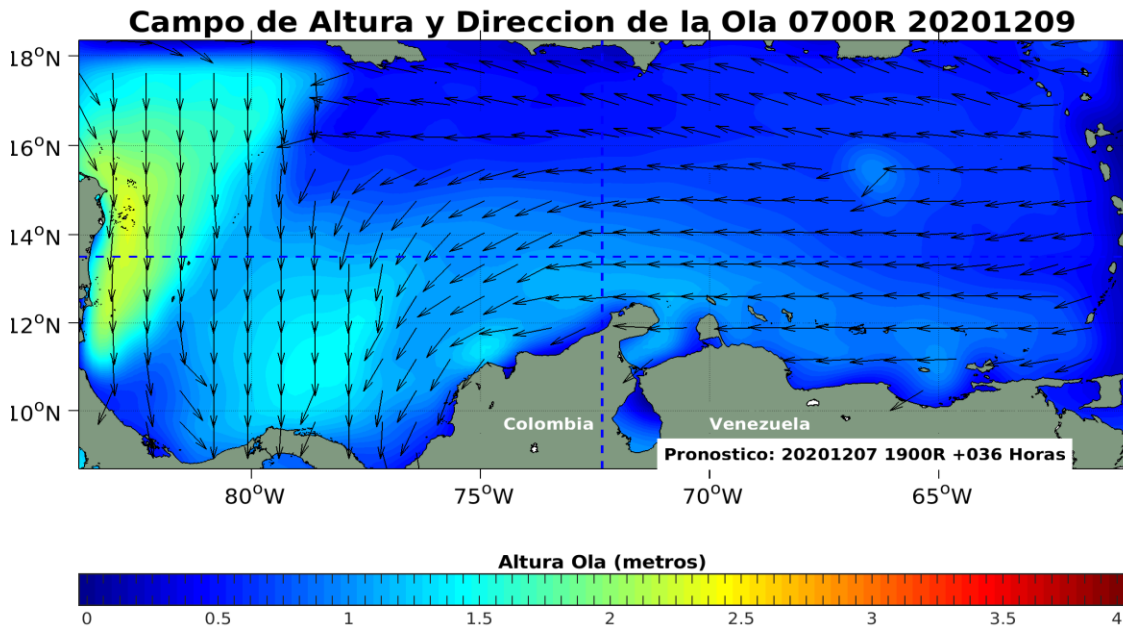 Campo de Altura y Direccion de la Ola 0700R 20201209
18°N
16°N
14°N
12°N
10°N
Colombia
Venezuela
Pronostico: 20201207 1900R +036 Horas
80°W
75°W
70°W
65°W
Altura Ola (metros)
0 0.5 1 1.5 2 2.5 3 3.5 4